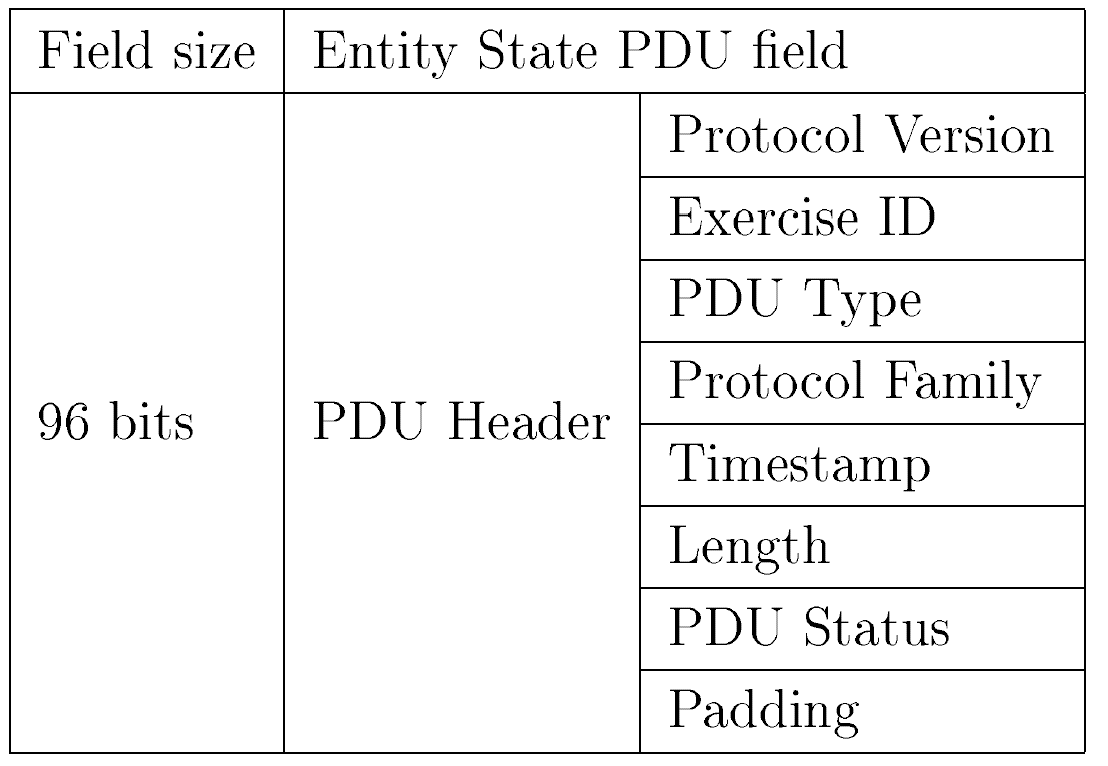 Field size Entity State PDU field
Protocol Version
Exercise ID
PDU Type
Protocol Family
96 bits PDU Header
Timestamp
Length
PDU Status
Padding